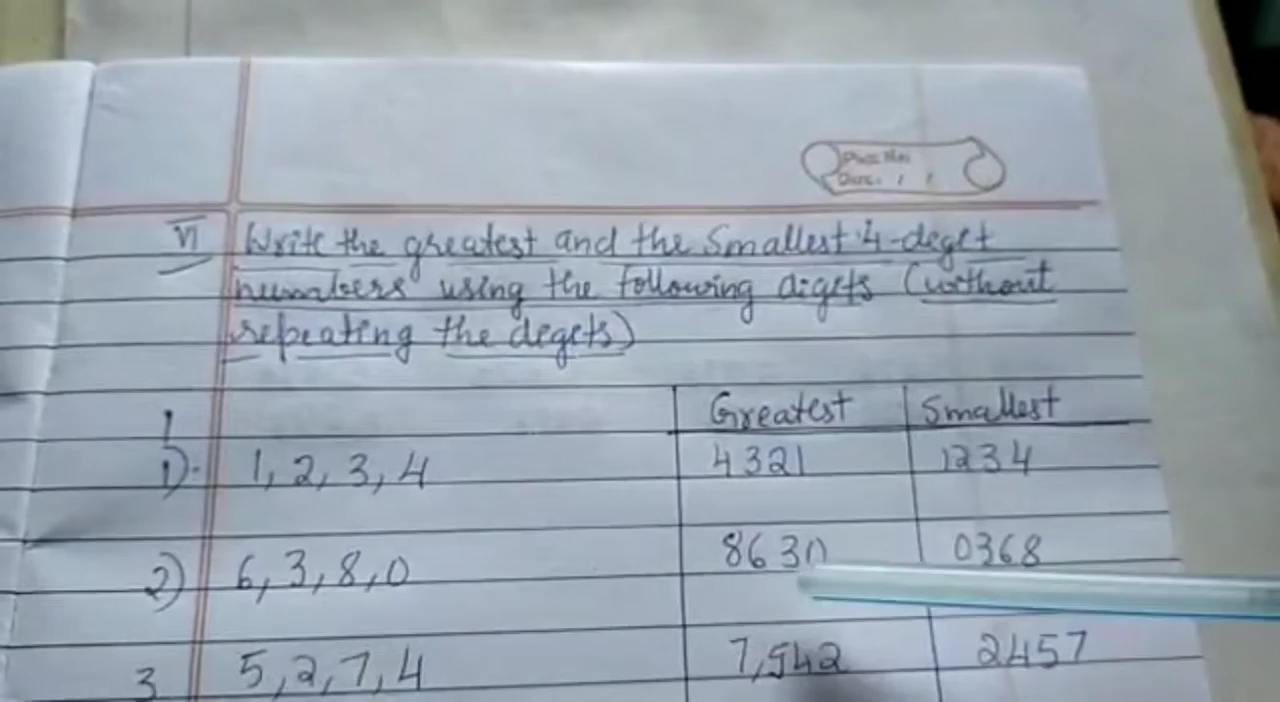 VI Write the greatest and the Smallest 4-deget
numbers using the following digits (without
repeating the degets)
Greatest Smallest
1) 1, 2, 3, 4 4321 1234
2) 6, 3, 8, 0 8630 0368
3 5, 2, 7, 4 7,542 2457